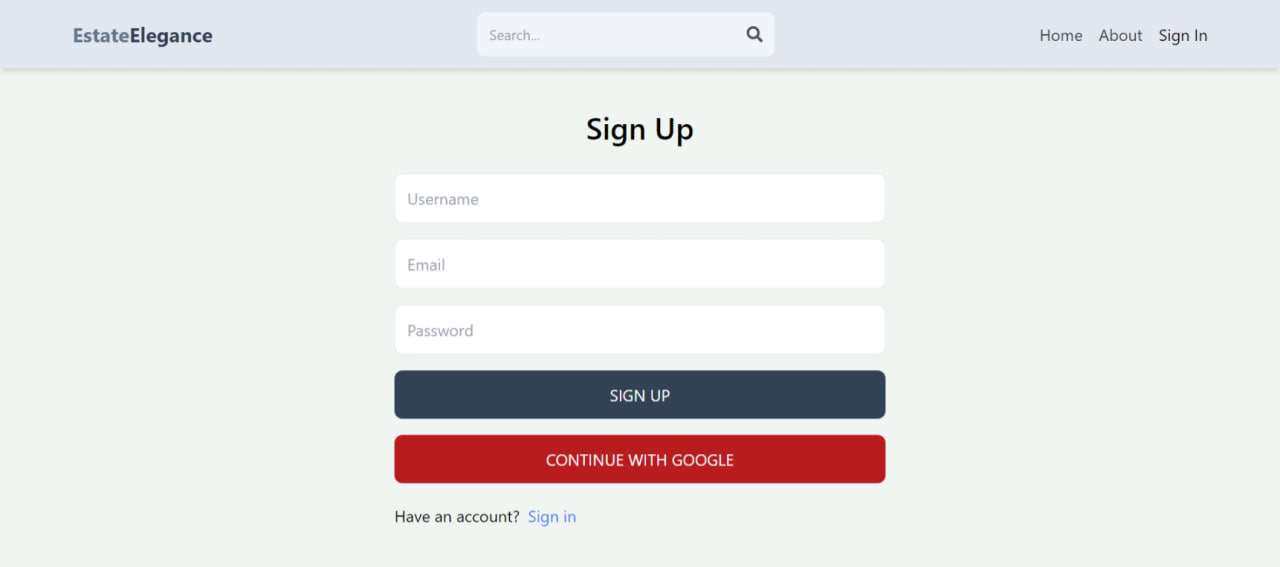 EstateElegance Search... Home About Sign In
Sign Up
Username
Email
Password
SIGN UP
CONTINUE WITH GOOGLE
Have an account? Sign in